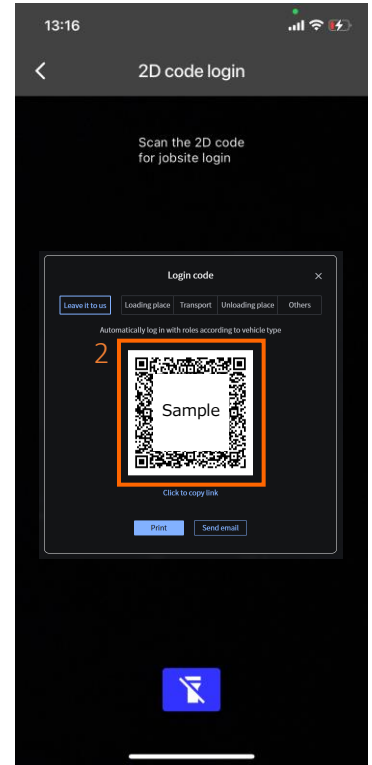 13:16
2D code login
Scan the 2D code
for jobsite login
Login code
Leave it to us Loading place Transport Unloading place Others
Automatically log in with roles according to vehicle type
2
Sample
Click to copy link
Print Send email